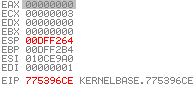 EAX 00000000
ECX 00000003
EDX 00000000
EBX 00000000
ESP 00DFF264
EBP 00DFF2B4
ESI 010CE9A0
EDI 00000001
EIP 775396CE KERNELBASE.775396CE